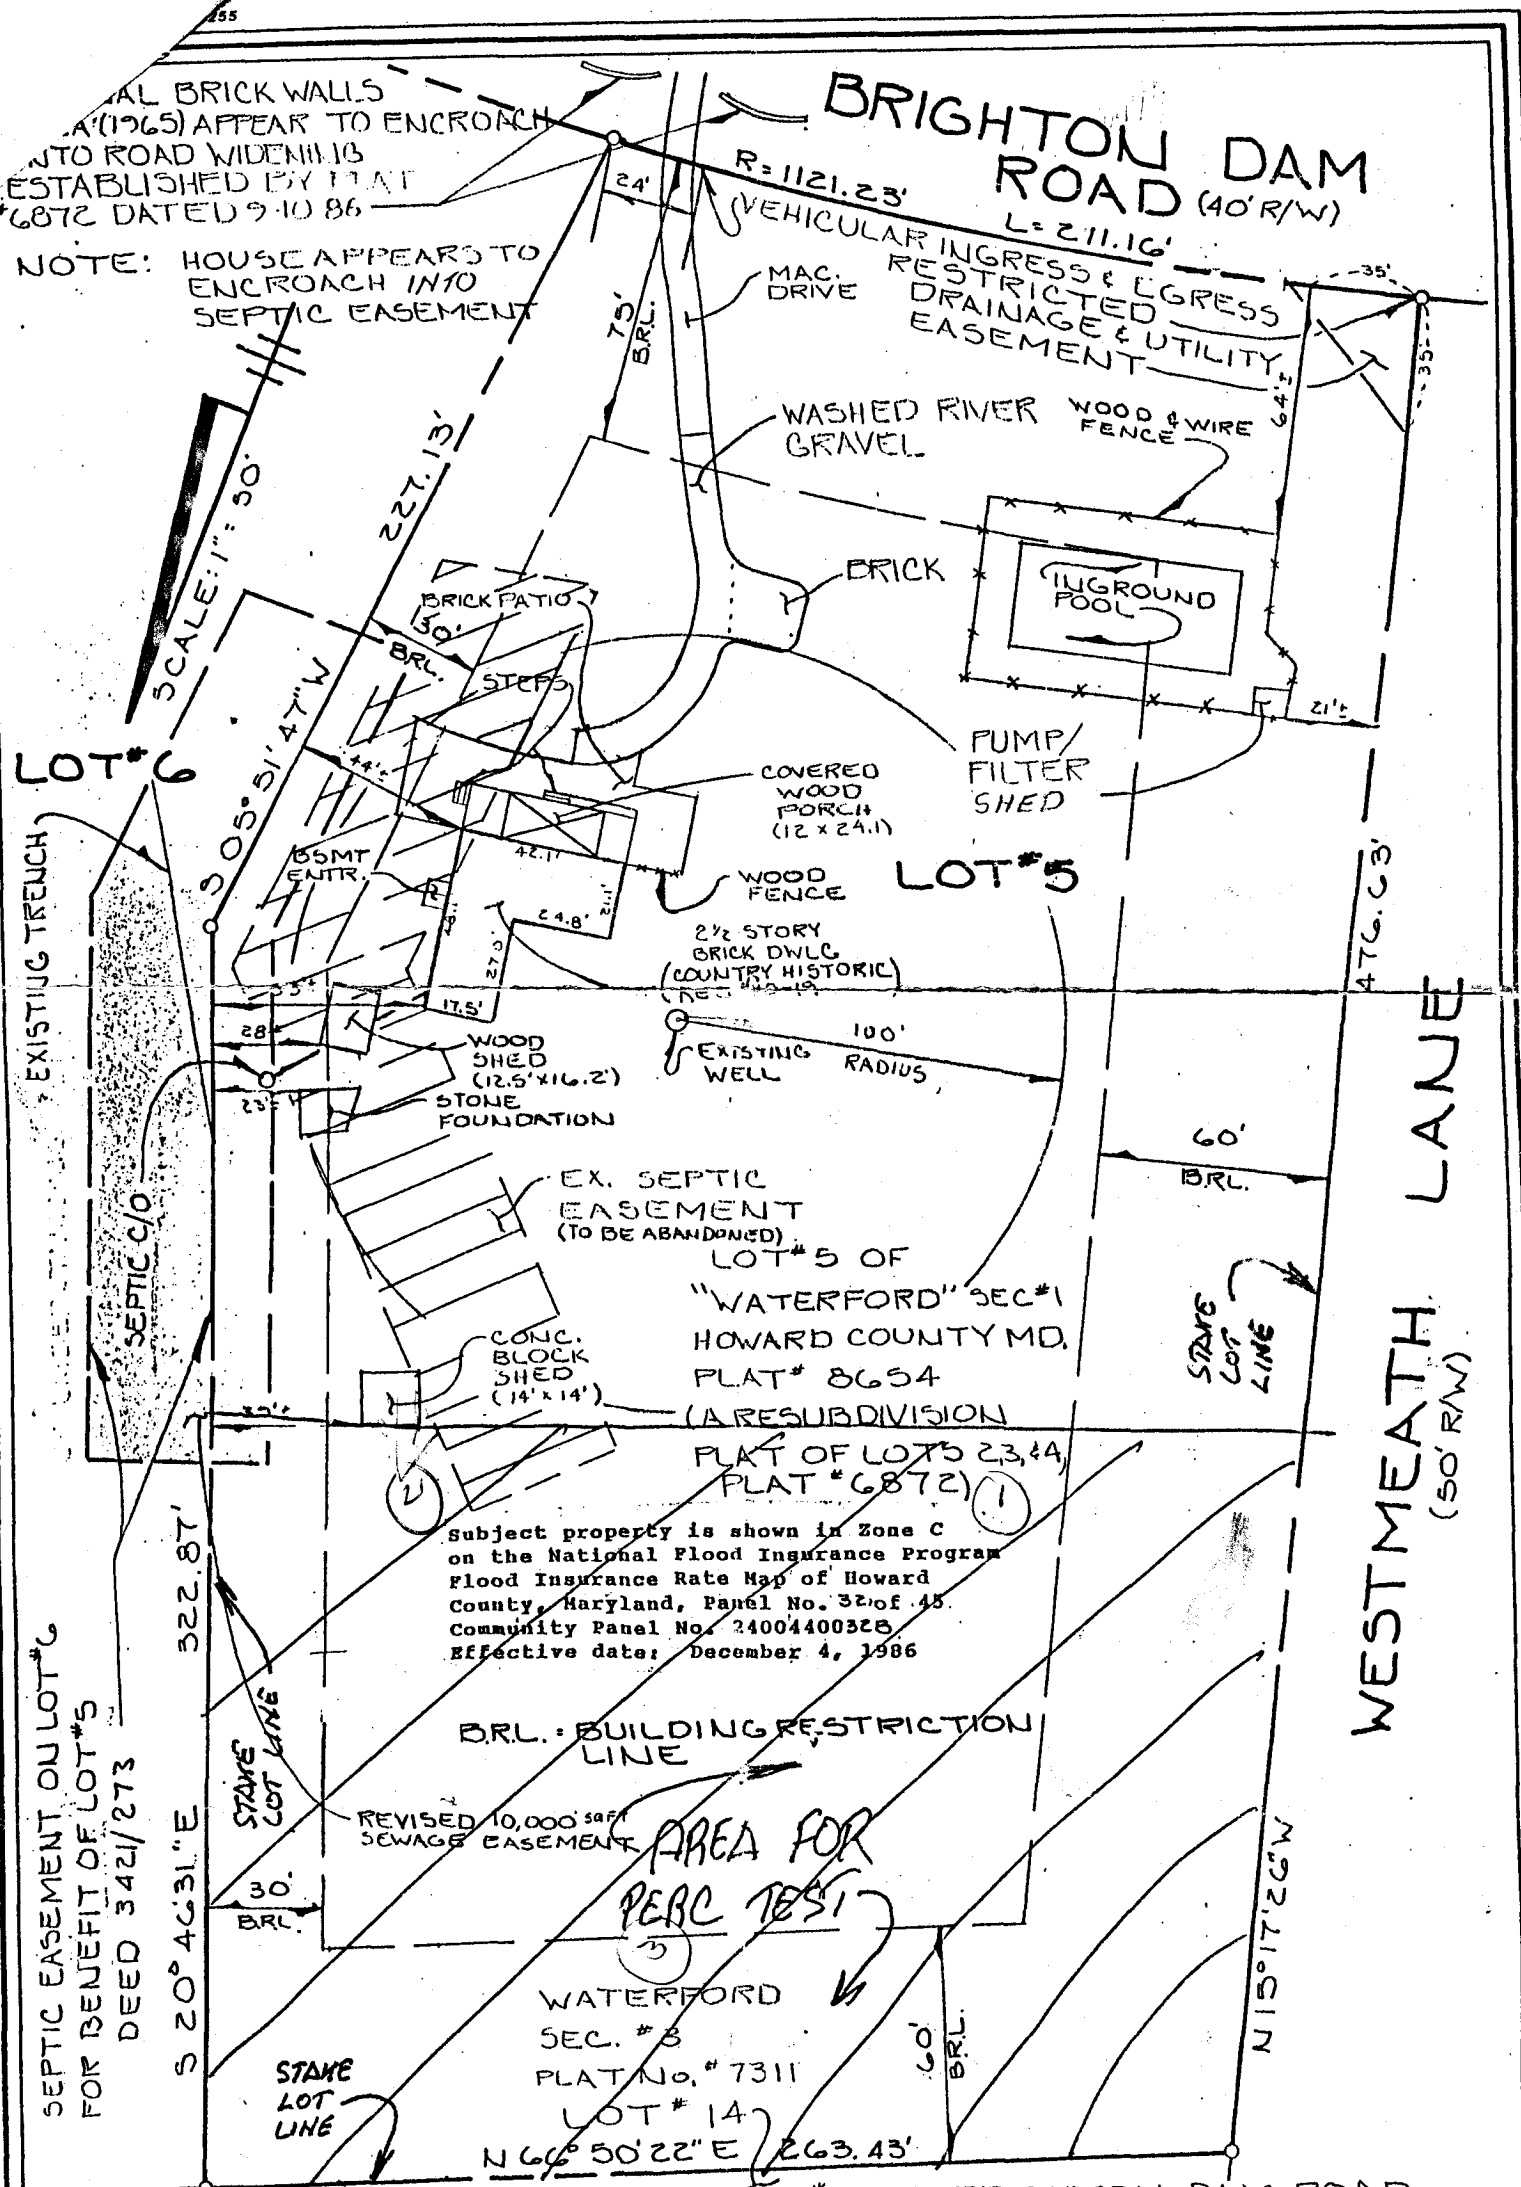 255
BRICK WALLS
(1965) APPEAR TO ENCROACH
ROAD WIDENING
ESTABLISHED BY PLAT
#6872 DATED 9-10 86
NOTE: HOUSE APPEARS TO
ENCROACH INTO
SEPTIC EASEMENT
BRIGHTON DAM
ROAD (40' R/W)
R=1121.23'
L=211.16'
24'
VEHICULAR INGRESS & EGRESS
RESTRICTED
DRAINAGE & UTILITY
EASEMENT
35'
35'
MAC.
DRIVE
75'
B.R.L.
64'±
WASHED RIVER
GRAVEL
WOOD & WIRE
FENCE
227.13'
SCALE: 1" = 50'
BRICK
INGROUND
POOL
BRICK PATIO
30'
BRL.
STEPS
21'±
PUMP/
FILTER
SHED
S 05° 51' 47" W
LOT #6
44'±
COVERED
WOOD
PORCH
(12 x 24.1)
BSMT
ENTR.
42.1'
WOOD
FENCE
LOT #5
EXISTING TRENCH
24.8'
21.1'
2½ STORY
BRICK DWLG
(COUNTRY HISTORIC)
476.63'
17.5'
28
WOOD
SHED
(12.5' x 16.2')
EXISTING
WELL
100'
RADIUS
STONE
FOUNDATION
23'±
60'
B.R.L.
WESTMEATH LANE
(50' R/W)
EX. SEPTIC
EASEMENT
(TO BE ABANDONED)
SEPTIC C/O
LOT #5 OF
"WATERFORD" SEC #1
HOWARD COUNTY MD.
PLAT # 8654
(A RESUBDIVISION
PLAT OF LOTS 2,3,&4,
PLAT #6872)
CONC.
BLOCK
SHED
(14' x 14')
STAKE
LOT
LINE
2
1
Subject property is shown in Zone C
on the National Flood Insurance Program
Flood Insurance Rate Map of Howard
County, Maryland, Panel No. 32 of 45.
Community Panel No. 2400440032B
Effective date: December 4, 1986
322.87'
STAKE
LOT LINE
B.R.L. = BUILDING RESTRICTION
LINE
REVISED 10,000 SQFT
SEWAGE EASEMENT
AREA FOR
PERC TEST
3
SEPTIC EASEMENT ON LOT #6
FOR BENEFIT OF LOT #5
DEED 3421/273
S 20° 46' 31" E
30'
BRL.
N 15° 17' 26" W
WATERFORD
SEC. #3
PLAT No. # 7311
LOT # 14
60'
B.R.L.
STAKE
LOT
LINE
N 66° 50' 22" E 263.43'